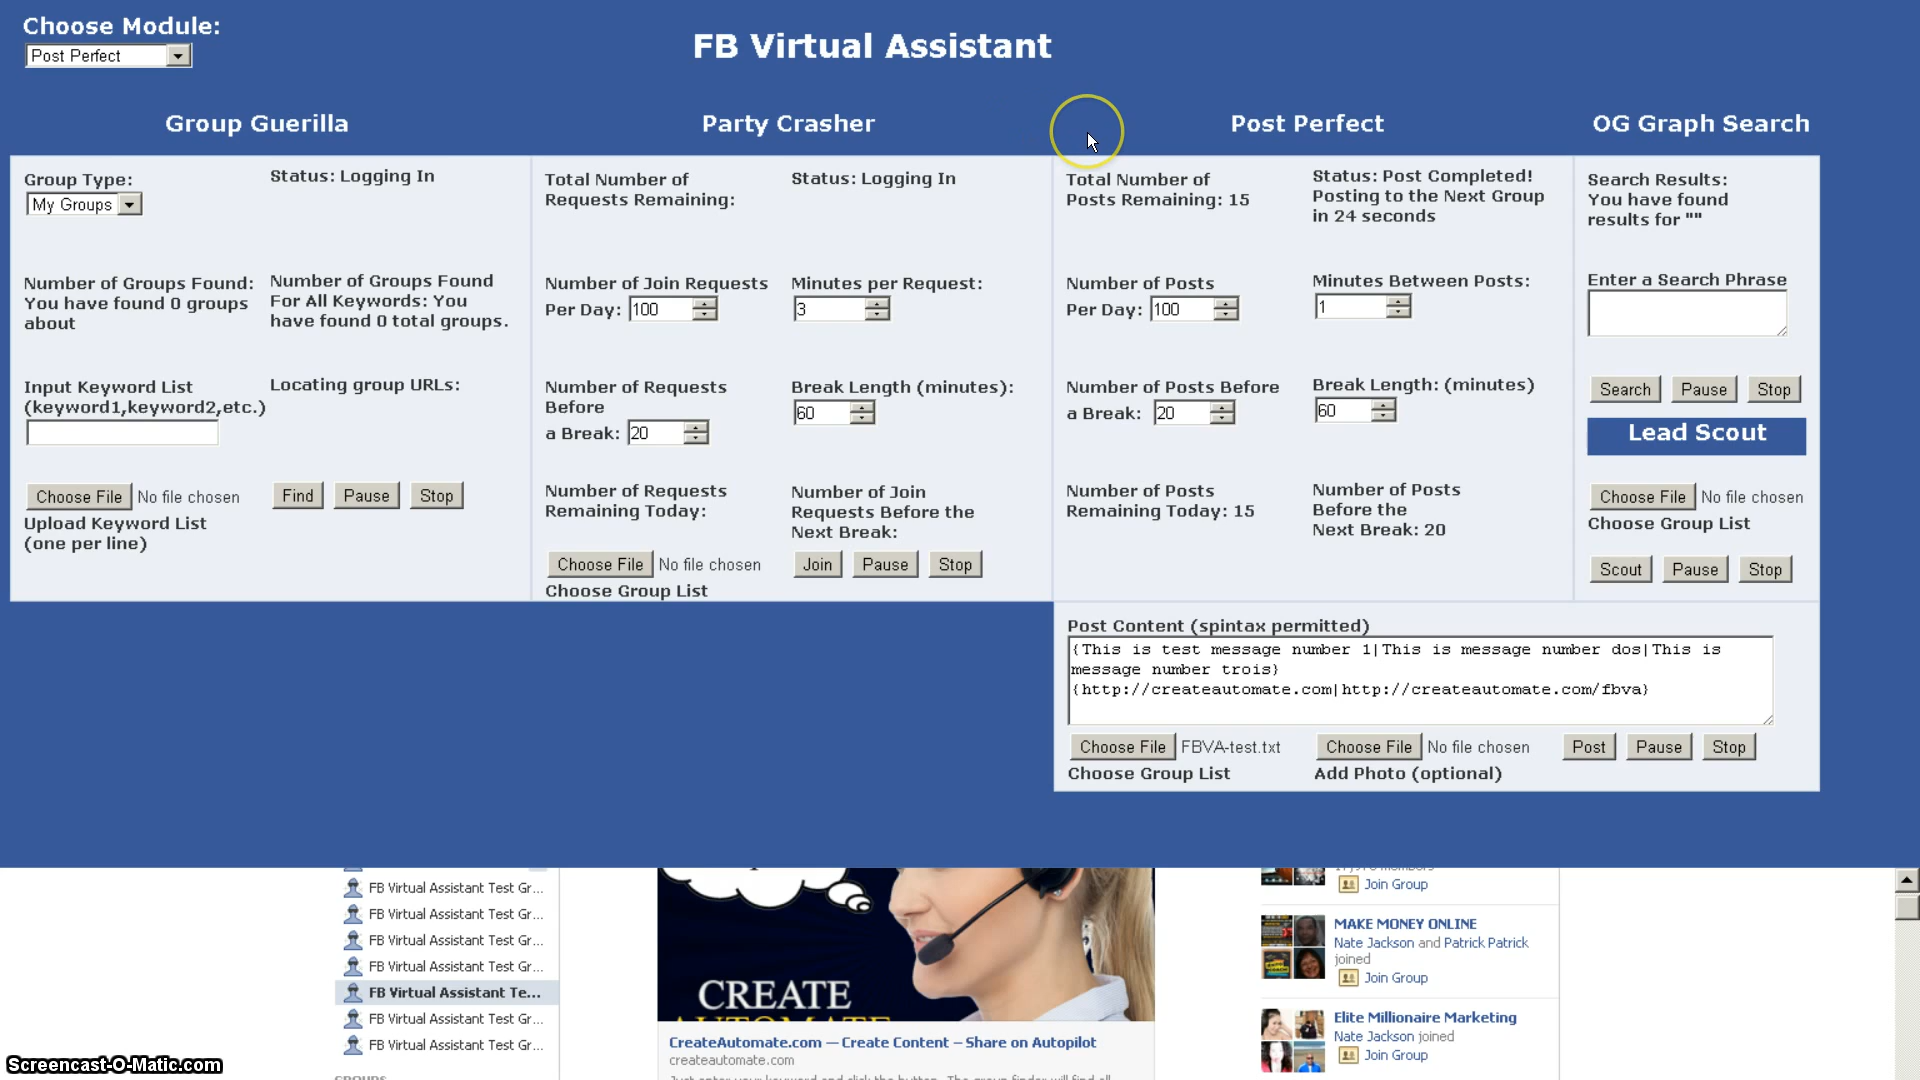 Choose Module:
Post Perfect
FB Virtual Assistant
Group Guerilla
Party Crasher
Post Perfect
OG Graph Search
Group Type:
My Groups
Status: Logging In
Number of Groups Found:
You have found 0 groups
about
Number of Groups Found
For All Keywords: You
have found 0 total groups.
Input Keyword List
(keyword1,keyword2,etc.)
Locating group URLs:
Choose File No file chosen
Upload Keyword List
(one per line)
Find Pause Stop
Total Number of
Requests Remaining:
Status: Logging In
Number of Join Requests
Per Day: 100
Minutes per Request:
3
Number of Requests
Before
a Break: 20
Break Length (minutes):
60
Number of Requests
Remaining Today:
Number of Join
Requests Before the
Next Break:
Choose File No file chosen
Choose Group List
Join Pause Stop
Total Number of
Posts Remaining: 15
Status: Post Completed!
Posting to the Next Group
in 24 seconds
Number of Posts
Per Day: 100
Minutes Between Posts:
1
Number of Posts Before
a Break: 20
Break Length: (minutes)
60
Number of Posts
Remaining Today: 15
Number of Posts
Before the
Next Break: 20
Search Results:
You have found
results for ""
Enter a Search Phrase
Search Pause Stop
Lead Scout
Choose File No file chosen
Choose Group List
Scout Pause Stop
Post Content (spintax permitted)
{This is test message number 1|This is message number dos|This is
message number trois}
{http://createautomate.com|http://createautomate.com/fbva}
Choose File FBVA-test.txt
Choose Group List
Choose File No file chosen
Add Photo (optional)
Post Pause Stop
FB Virtual Assistant Test Gr...
FB Virtual Assistant Test Gr...
FB Virtual Assistant Test Gr...
FB Virtual Assistant Test Gr...
FB Virtual Assistant Te...
FB Virtual Assistant Test Gr...
FB Virtual Assistant Test Gr...
CREATE
AUTOMATE
CreateAutomate.com — Create Content – Share on Autopilot
createautomate.com
Join Group
MAKE MONEY ONLINE
Nate Jackson and Patrick Patrick
joined
Join Group
Elite Millionaire Marketing
Nate Jackson joined
Join Group
Screencast-O-Matic.com